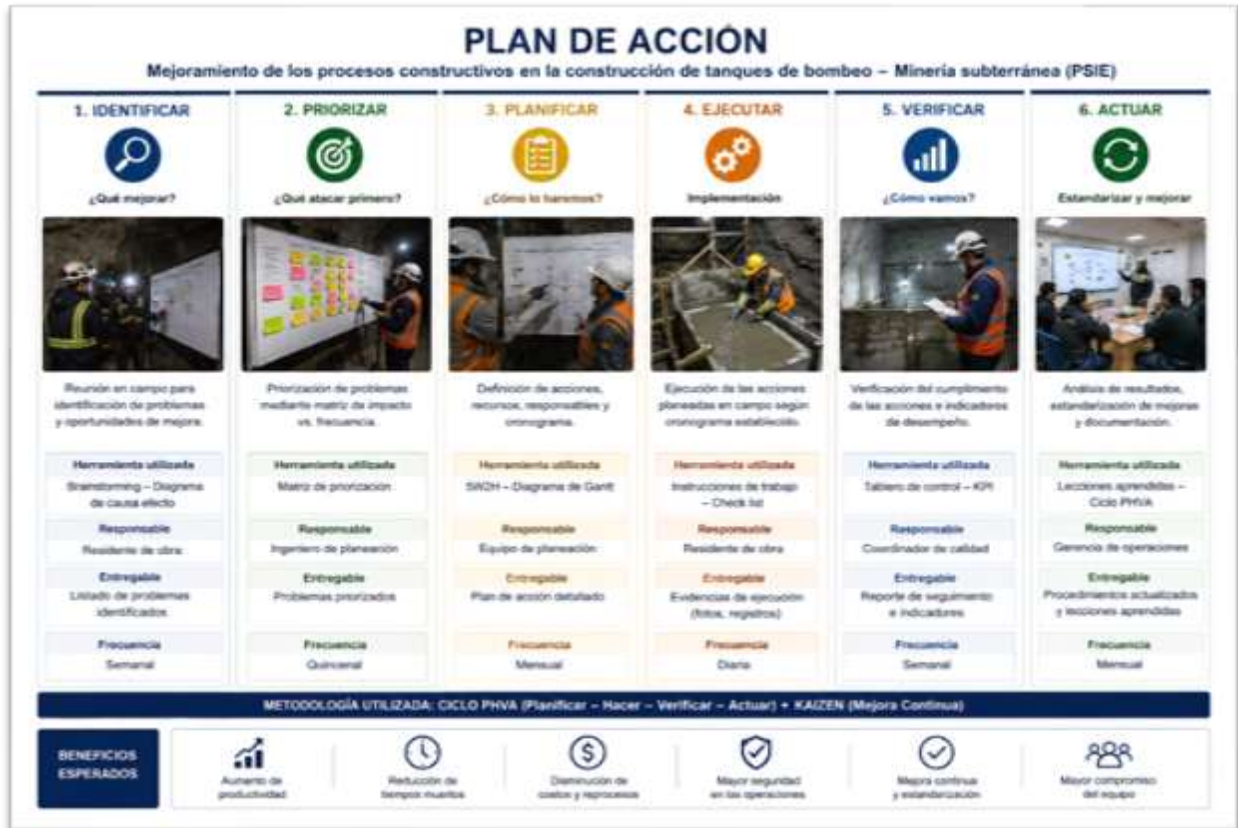 PLAN DE ACCIÓN
Mejoramiento de los procesos constructivos en la construcción de tanques de bombeo – Minería subterránea (PSIE)
1. IDENTIFICAR
¿Qué mejorar?
Reunión en campo para
identificación de problemas
y oportunidades de mejora.
Herramienta utilizada
Brainstorming – Diagrama
de causa efecto
Responsable
Residente de obra
Entregable
Listado de problemas
identificados
Frecuencia
Semanal
2. PRIORIZAR
¿Qué atacar primero?
Priorización de problemas
mediante matriz de impacto
vs. frecuencia.
Herramienta utilizada
Matriz de priorización
Responsable
Ingeniero de planeación
Entregable
Problemas priorizados
Frecuencia
Quincenal
3. PLANIFICAR
¿Cómo lo haremos?
Definición de acciones,
recursos, responsables y
cronograma.
Herramienta utilizada
5W2H – Diagrama de Gantt
Responsable
Equipo de planeación
Entregable
Plan de acción detallado
Frecuencia
Mensual
4. EJECUTAR
Implementación
Ejecución de las acciones
planeadas en campo según
cronograma establecido.
Herramienta utilizada
Instrucciones de trabajo
– Check list
Responsable
Residente de obra
Entregable
Evidencias de ejecución
(fotos, registros)
Frecuencia
Diaria
5. VERIFICAR
¿Cómo vamos?
Verificación del cumplimiento
de las acciones e indicadores
de desempeño.
Herramienta utilizada
Tablero de control – KPI
Responsable
Coordinador de calidad
Entregable
Reporte de seguimiento
e indicadores
Frecuencia
Semanal
6. ACTUAR
Estandarizar y mejorar
Análisis de resultados,
estandarización de mejoras
y documentación.
Herramienta utilizada
Lecciones aprendidas –
Ciclo PHVA
Responsable
Gerencia de operaciones
Entregable
Procedimientos actualizados
y lecciones aprendidas
Frecuencia
Mensual
METODOLOGÍA UTILIZADA: CICLO PHVA (Planificar – Hacer – Verificar – Actuar) + KAIZEN (Mejora Continua)
BENEFICIOS
ESPERADOS
Aumento de
productividad
Reducción de
tiempos muertos
Disminución de
costos y reprocesos
Mayor seguridad
en las operaciones
Mejora continua
y estandarización
Mayor compromiso
del equipo